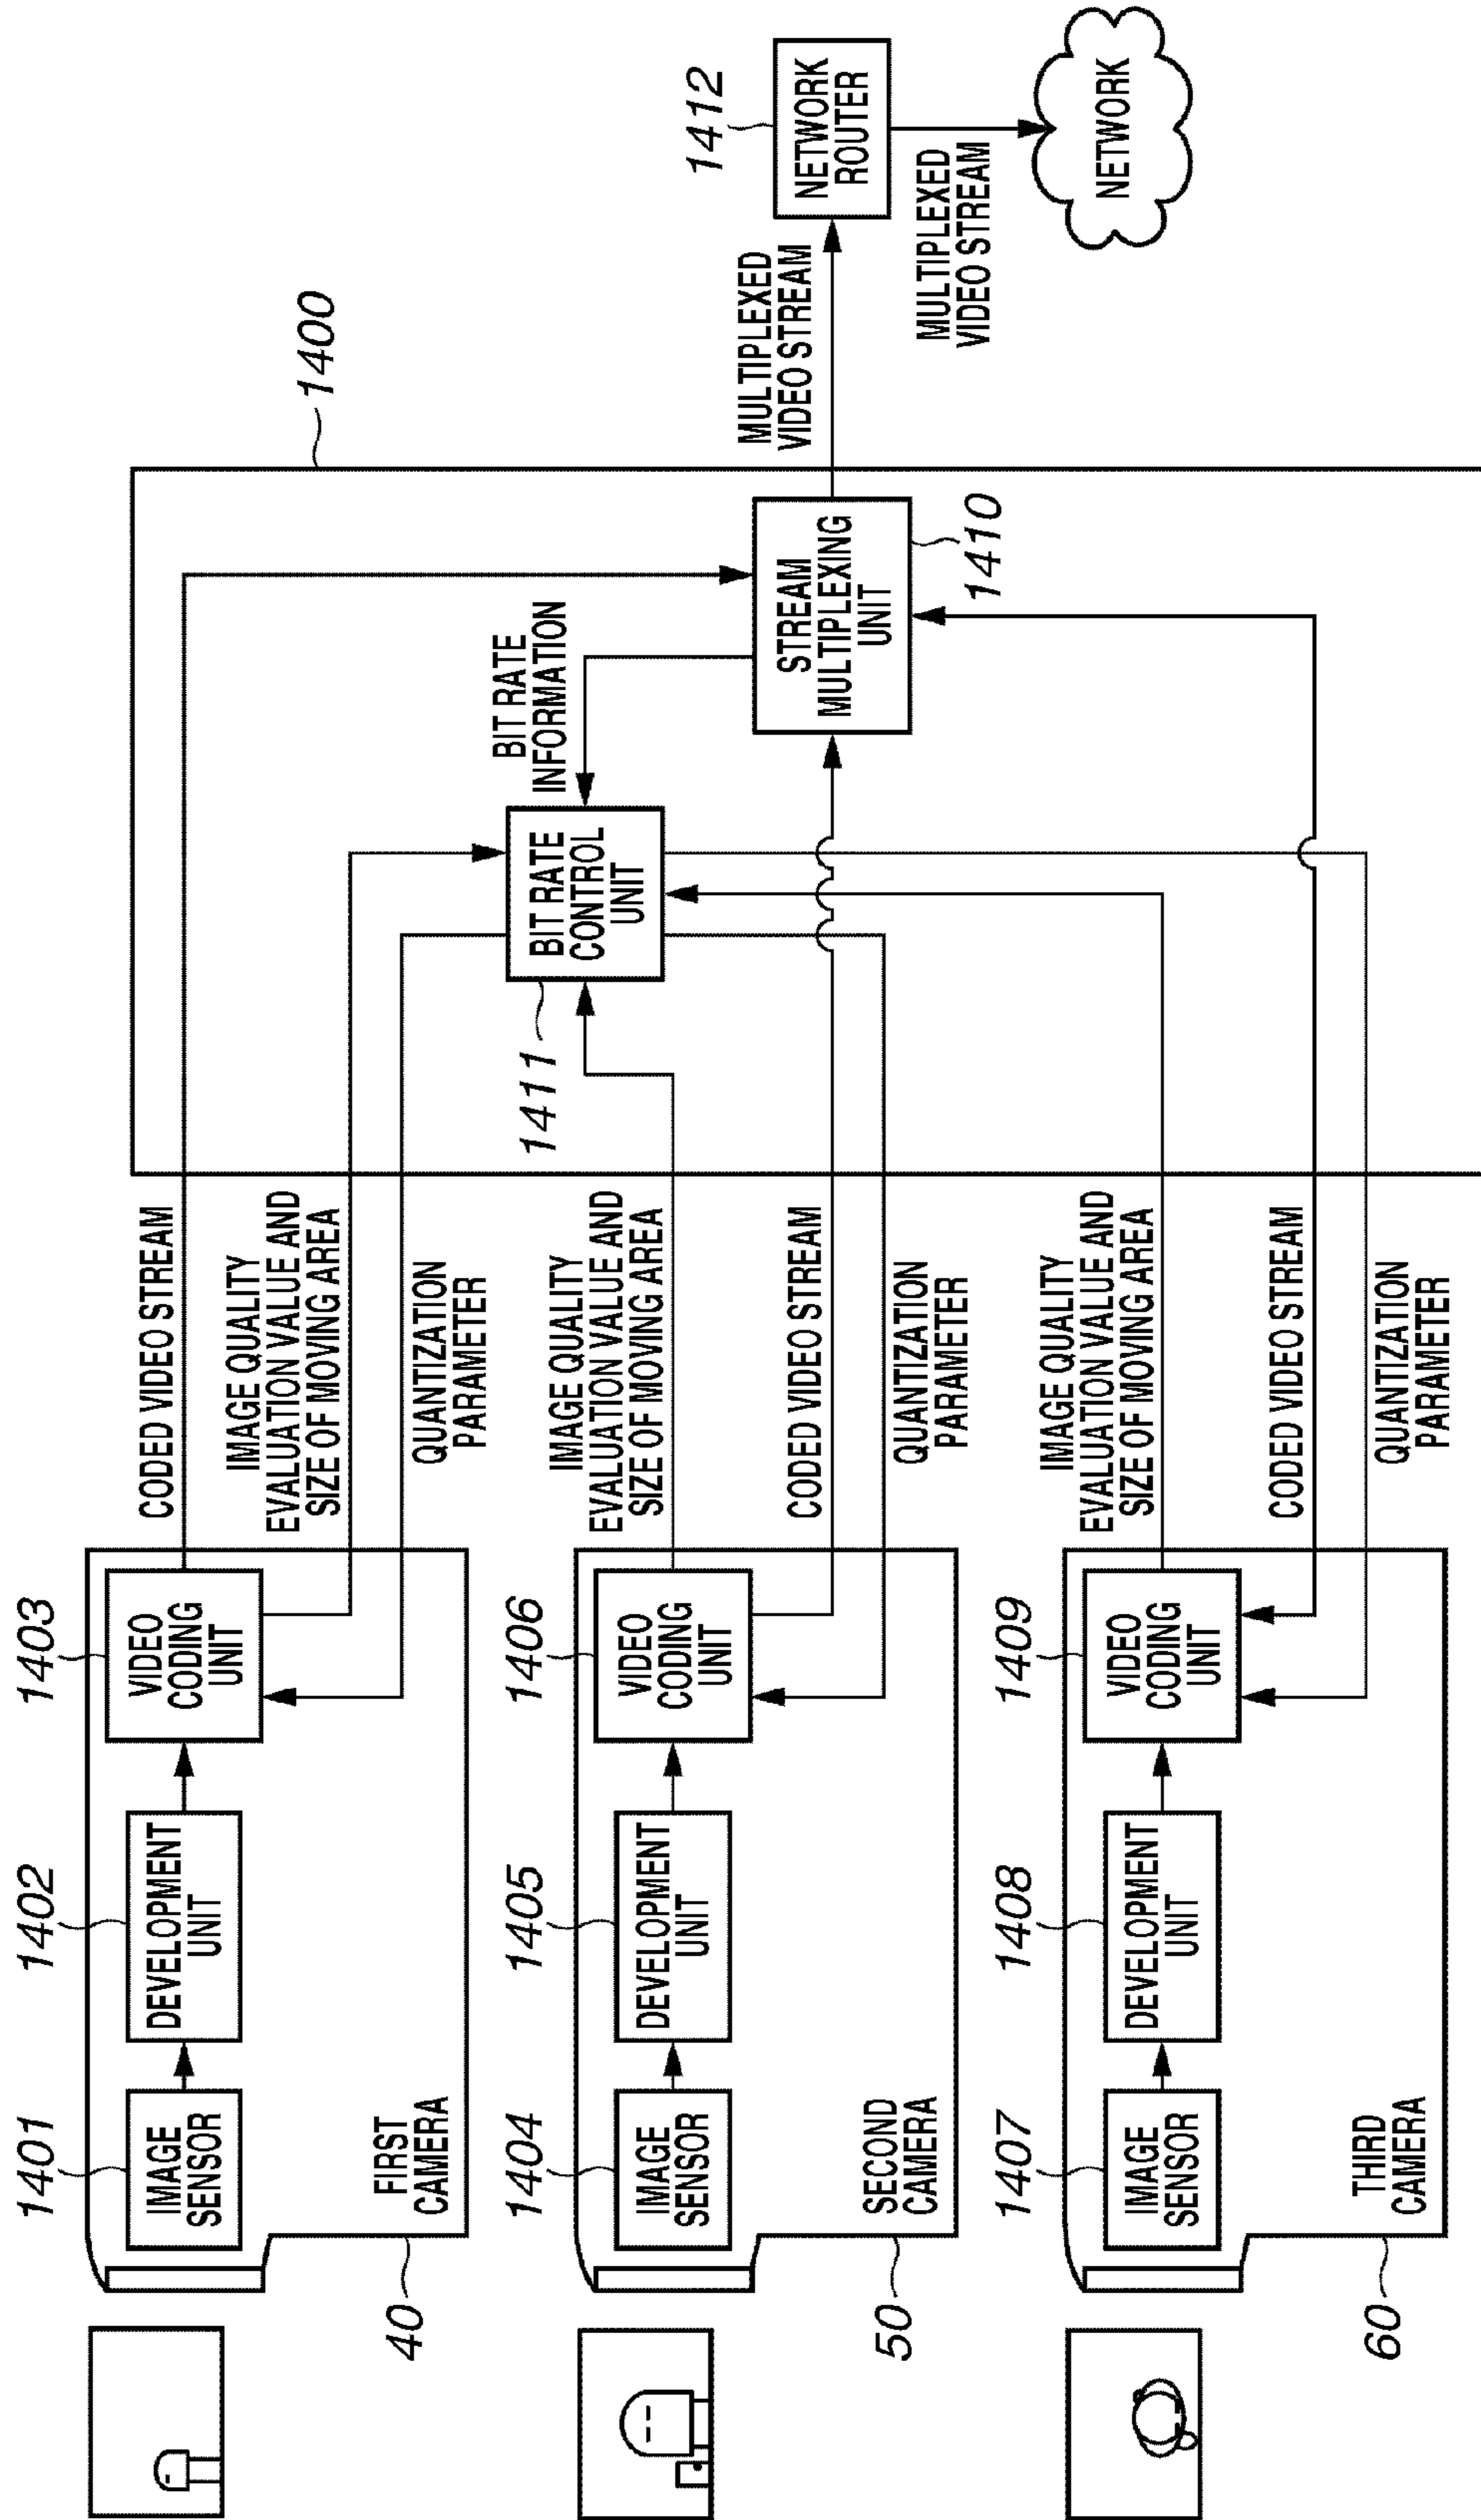 1401
IMAGE
SENSOR
1402
DEVELOPMENT
UNIT
1403
VIDEO
CODING
UNIT
FIRST
CAMERA
40
CODED VIDEO STREAM
IMAGE QUALITY
EVALUATION VALUE AND
SIZE OF MOVING AREA
QUANTIZATION
PARAMETER
1404
IMAGE
SENSOR
1405
DEVELOPMENT
UNIT
1406
VIDEO
CODING
UNIT
SECOND
CAMERA
50
IMAGE QUALITY
EVALUATION VALUE AND
SIZE OF MOVING AREA
CODED VIDEO STREAM
QUANTIZATION
PARAMETER
1407
IMAGE
SENSOR
1408
DEVELOPMENT
UNIT
1409
VIDEO
CODING
UNIT
THIRD
CAMERA
60
IMAGE QUALITY
EVALUATION VALUE AND
SIZE OF MOVING AREA
CODED VIDEO STREAM
QUANTIZATION
PARAMETER
1400
1411
BIT RATE
CONTROL
UNIT
BIT RATE
INFORMATION
STREAM
MULTIPLEXING
UNIT
1410
MULTIPLEXED
VIDEO STREAM
1412
NETWORK
ROUTER
MULTIPLEXED
VIDEO STREAM
NETWORK